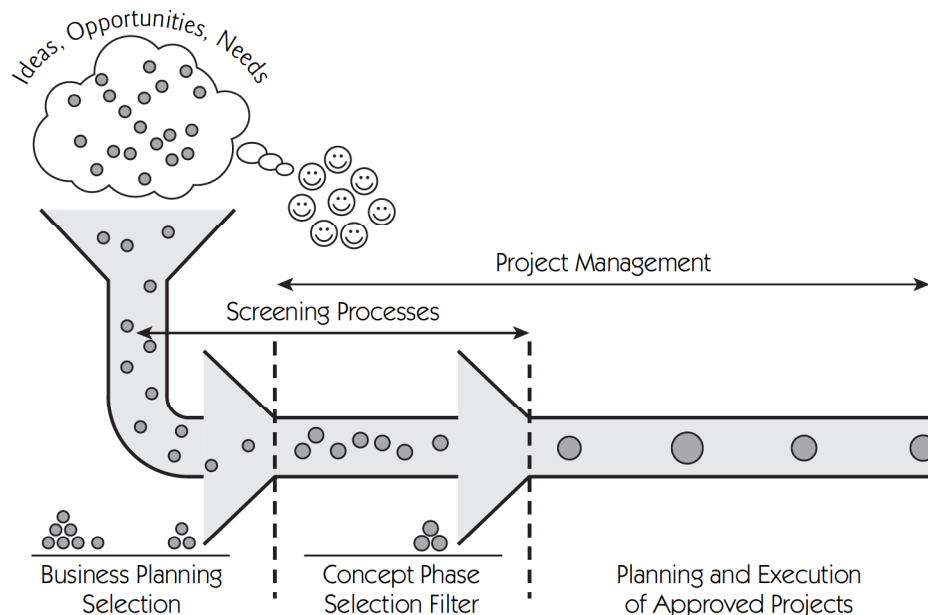 Ideas, Opportunities, Needs
Project Management
Screening Processes
Business Planning
Selection
Concept Phase
Selection Filter
Planning and Execution
of Approved Projects